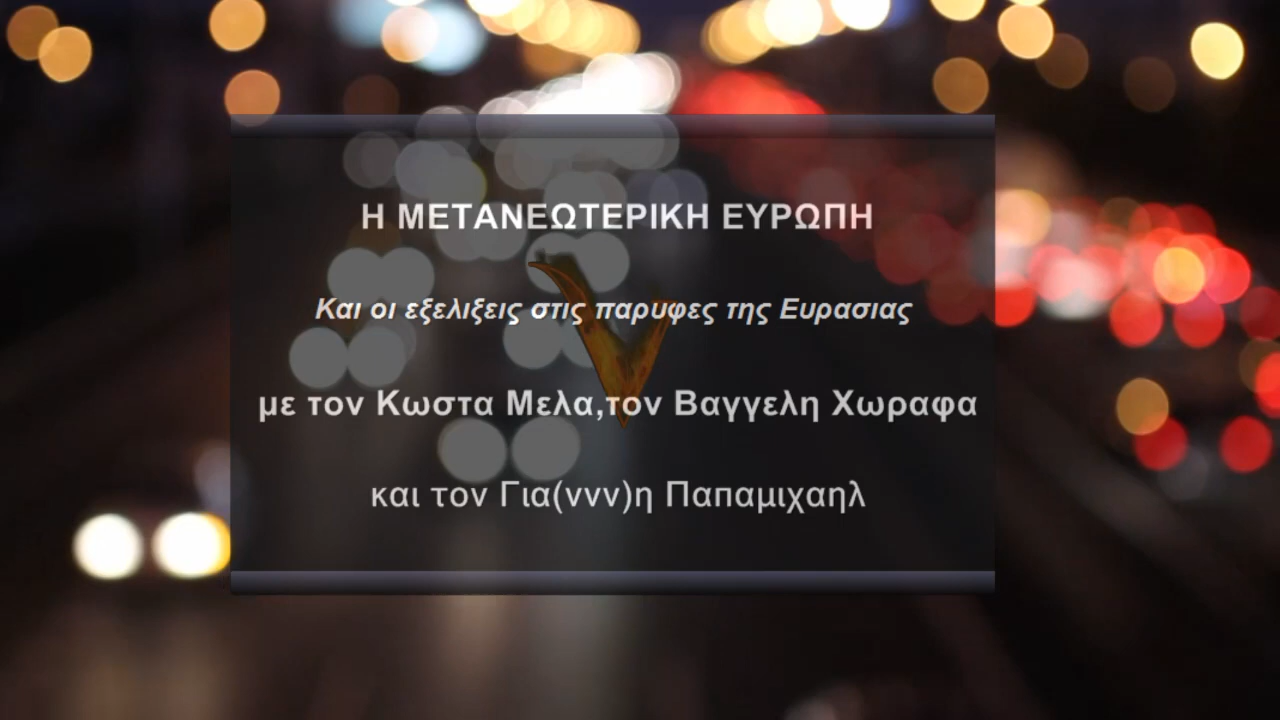 Η ΜΕΤΑΝΕΩΤΕΡΙΚΗ ΕΥΡΩΠΗ
Και οι εξελιξεις στις παρυφες της Ευρασιας
με τον Κωστα Μελα,τον Βαγγελη Χωραφα
και τον Για(ννν)η Παπαμιχαηλ